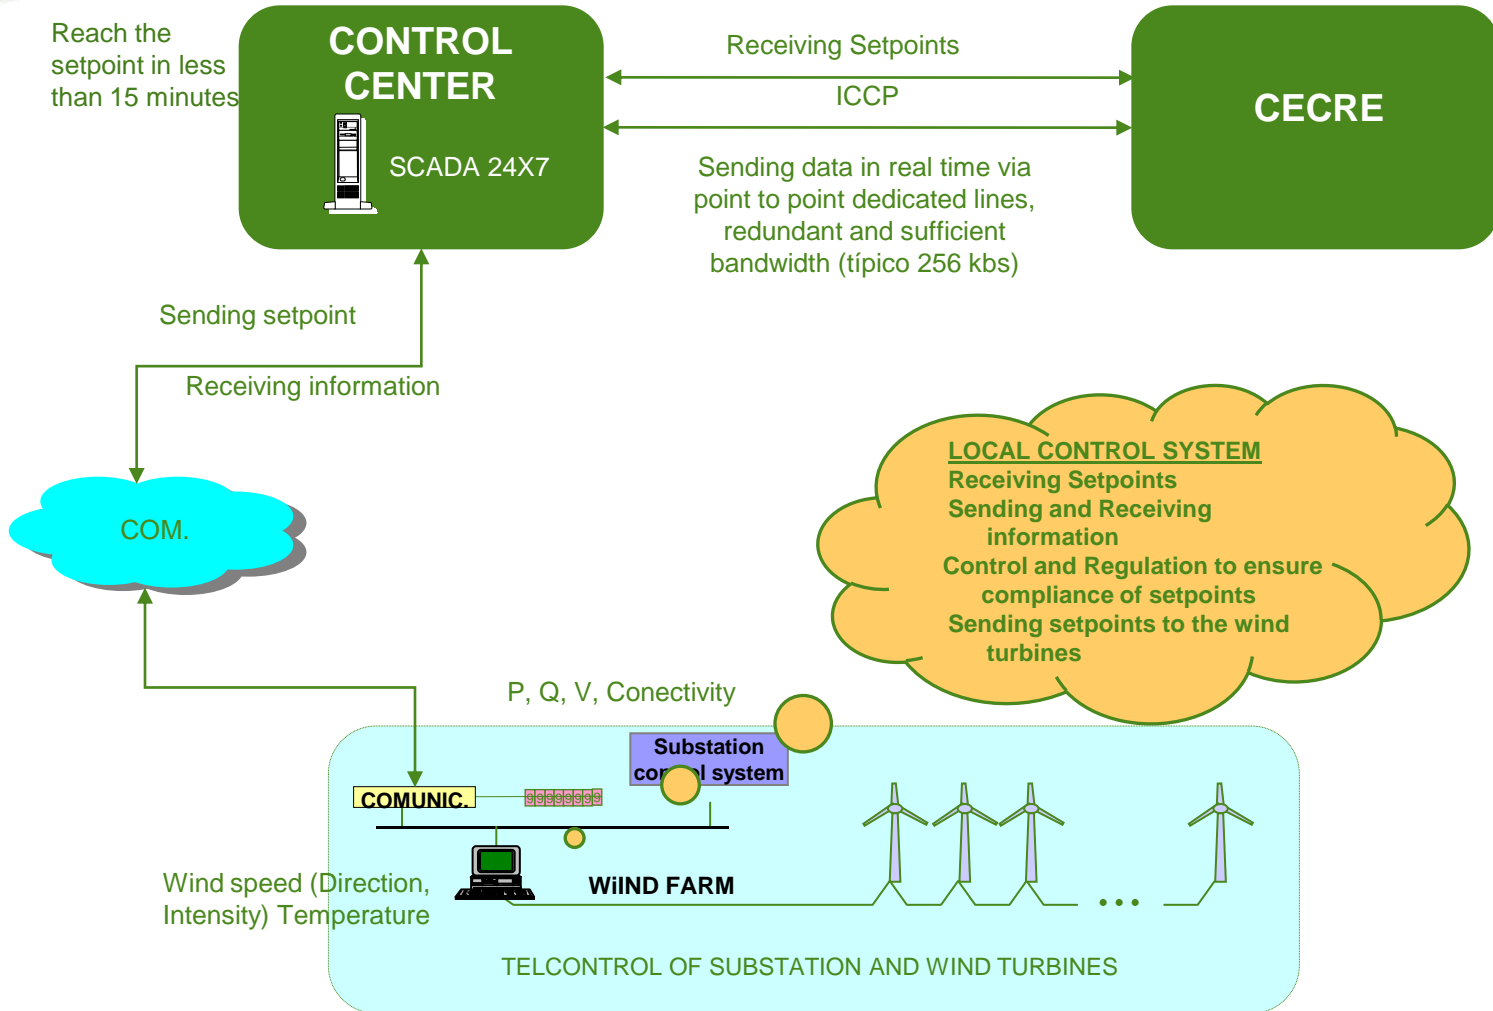 Reach the
setpoint in less
than 15 minutes
CONTROL
CENTER
SCADA 24X7
Receiving Setpoints
ICCP
Sending data in real time via
point to point dedicated lines,
redundant and sufficient
bandwidth (típico 256 kbs)
CECRE
Sending setpoint
Receiving information
COM.
LOCAL CONTROL SYSTEM
Receiving Setpoints
Sending and Receiving
information
Control and Regulation to ensure
compliance of setpoints
Sending setpoints to the wind
turbines
P, Q, V, Conectivity
Substation
control system
COMUNIC.
99999999
Wind speed (Direction,
Intensity) Temperature
WiIND FARM
TELCONTROL OF SUBSTATION AND WIND TURBINES